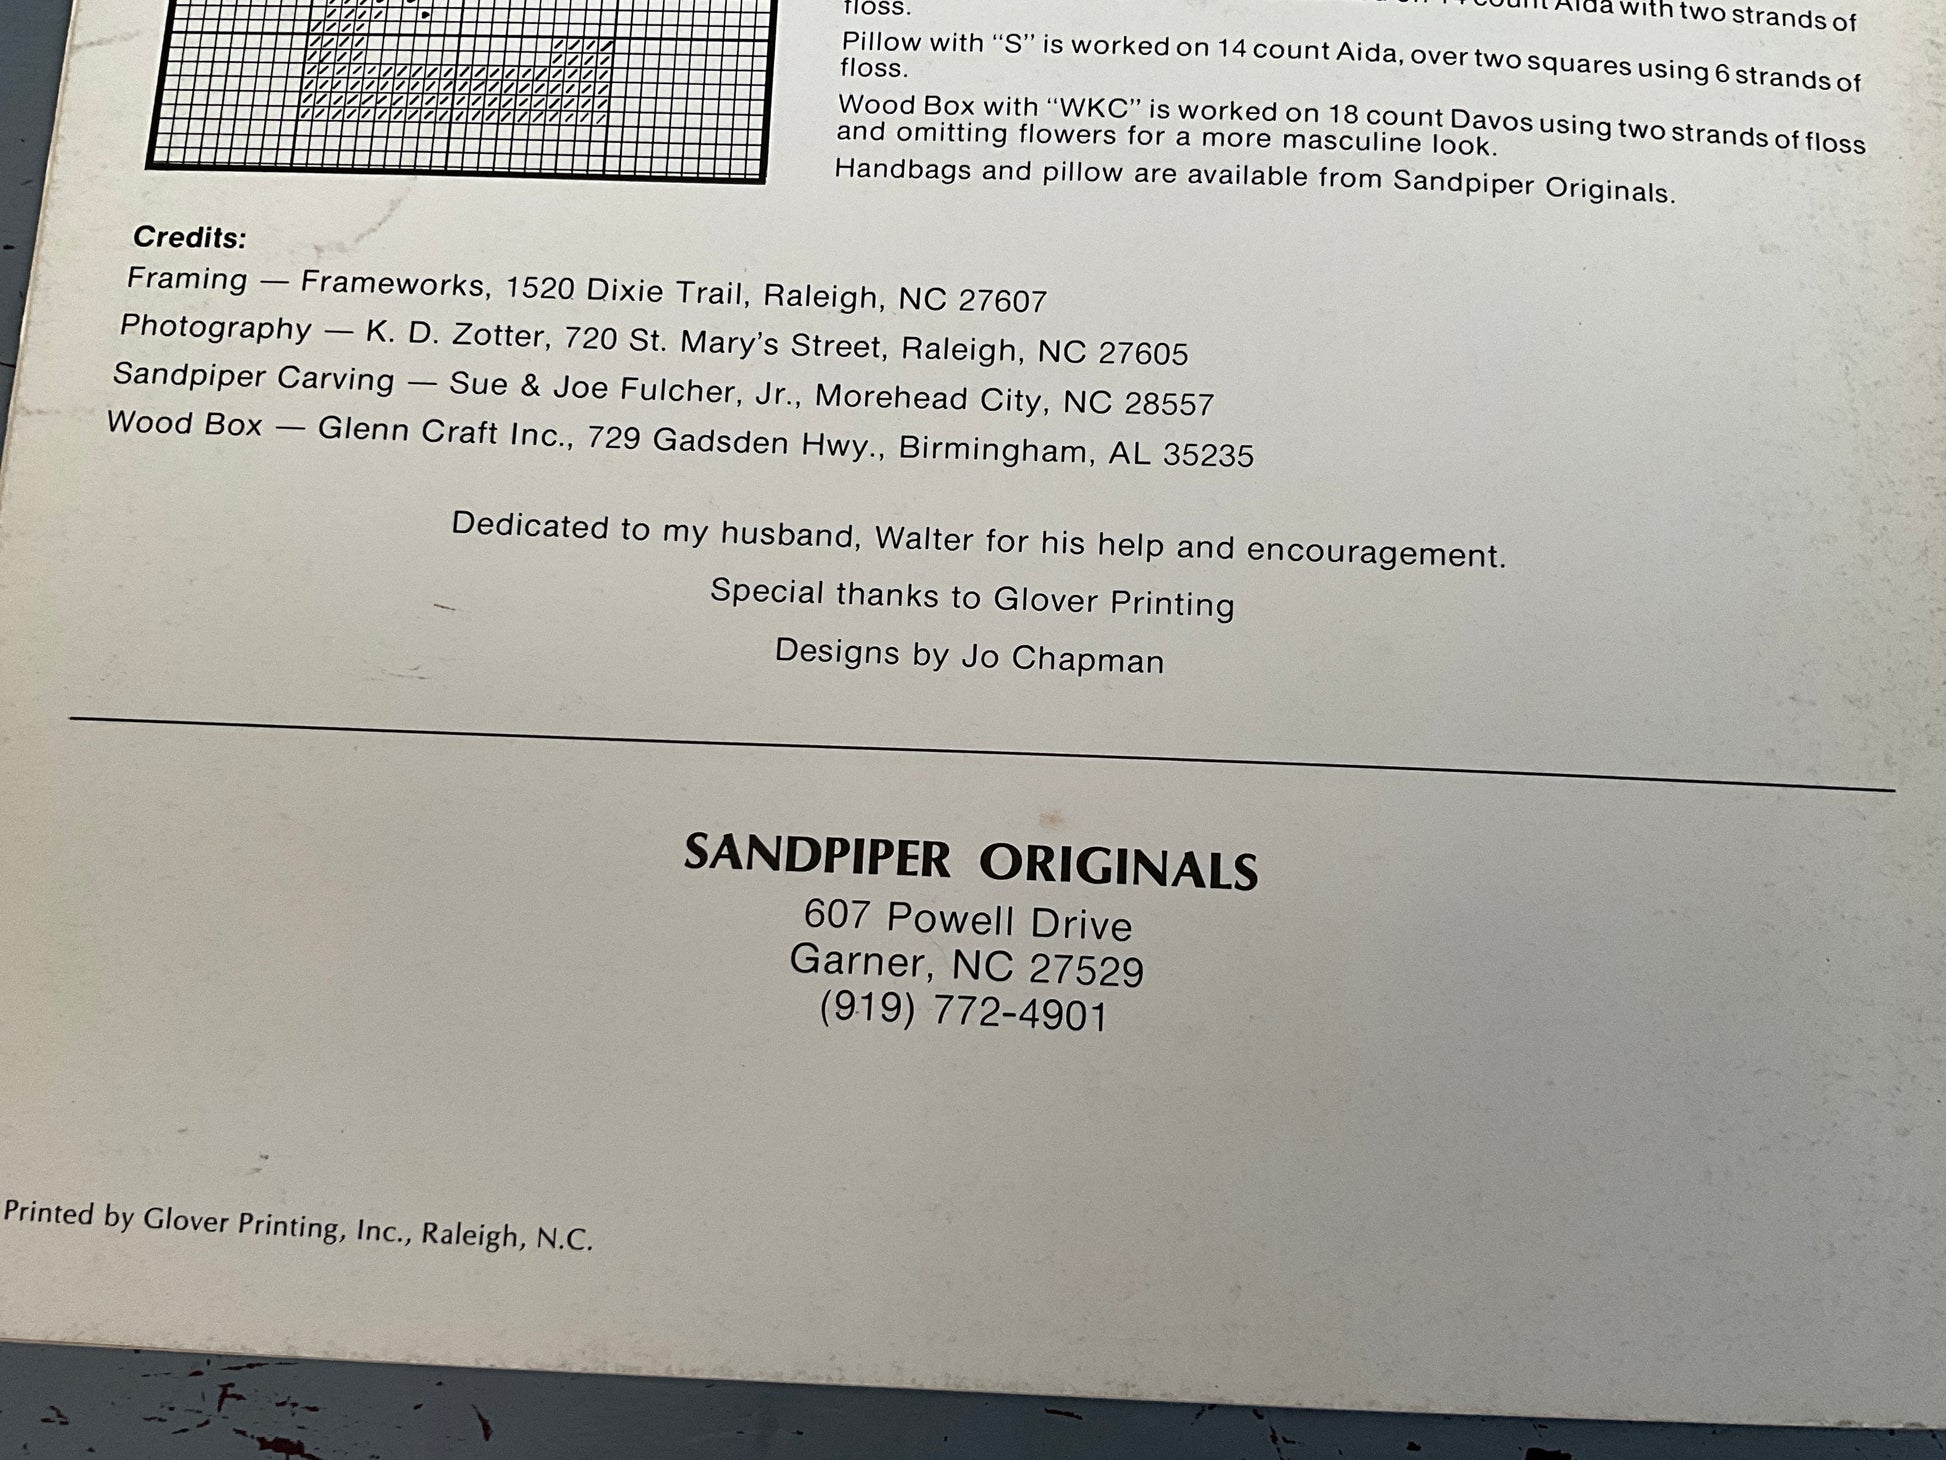 count Aida with two strands of
floss.
Pillow with “S” is worked on 14 count Aida, over two squares using 6 strands of
floss.
Wood Box with “WKC” is worked on 18 count Davos using two strands of floss
and omitting flowers for a more masculine look.
Handbags and pillow are available from Sandpiper Originals.
Credits:
Framing — Frameworks, 1520 Dixie Trail, Raleigh, NC 27607
Photography — K. D. Zotter, 720 St. Mary’s Street, Raleigh, NC 27605
Sandpiper Carving — Sue & Joe Fulcher, Jr., Morehead City, NC 28557
Wood Box — Glenn Craft Inc., 729 Gadsden Hwy., Birmingham, AL 35235
Dedicated to my husband, Walter for his help and encouragement.
Special thanks to Glover Printing
Designs by Jo Chapman
SANDPIPER ORIGINALS
607 Powell Drive
Garner, NC 27529
(919) 772-4901
Printed by Glover Printing, Inc., Raleigh, N.C.